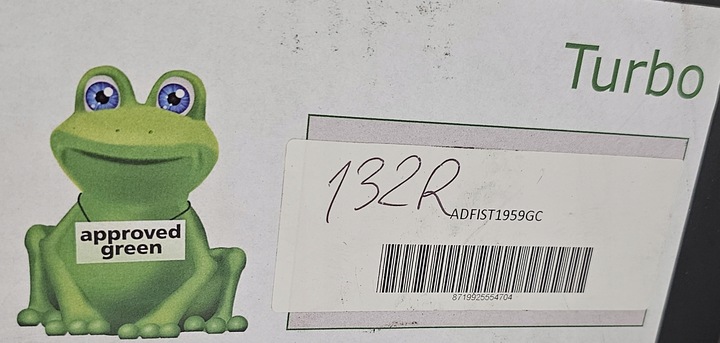 Turbo
132R
ADFIST1959GC
8719925554704
approved
green